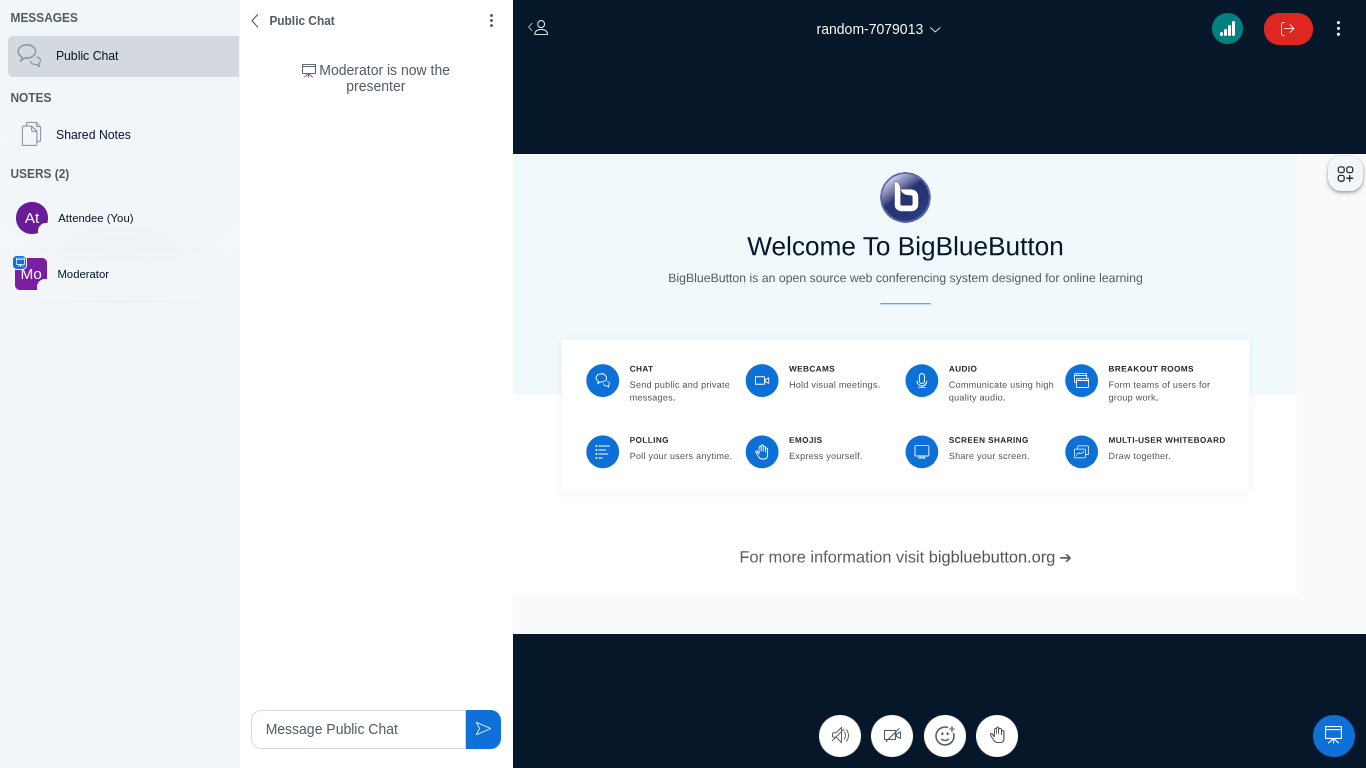 MESSAGES
Public Chat
NOTES
Shared Notes
USERS (2)
At
Attendee (You)
Mo
Moderator
Public Chat
Moderator is now the
presenter
Message Public Chat
random-7079013
b
Welcome To BigBlueButton
BigBlueButton is an open source web conferencing system designed for online learning
CHAT
Send public and private
messages.
WEBCAMS
Hold visual meetings.
AUDIO
Communicate using high
quality audio.
BREAKOUT ROOMS
Form teams of users for
group work.
POLLING
Poll your users anytime.
EMOJIS
Express yourself.
SCREEN SHARING
Share your screen.
MULTI-USER WHITEBOARD
Draw together.
For more information visit bigbluebutton.org →